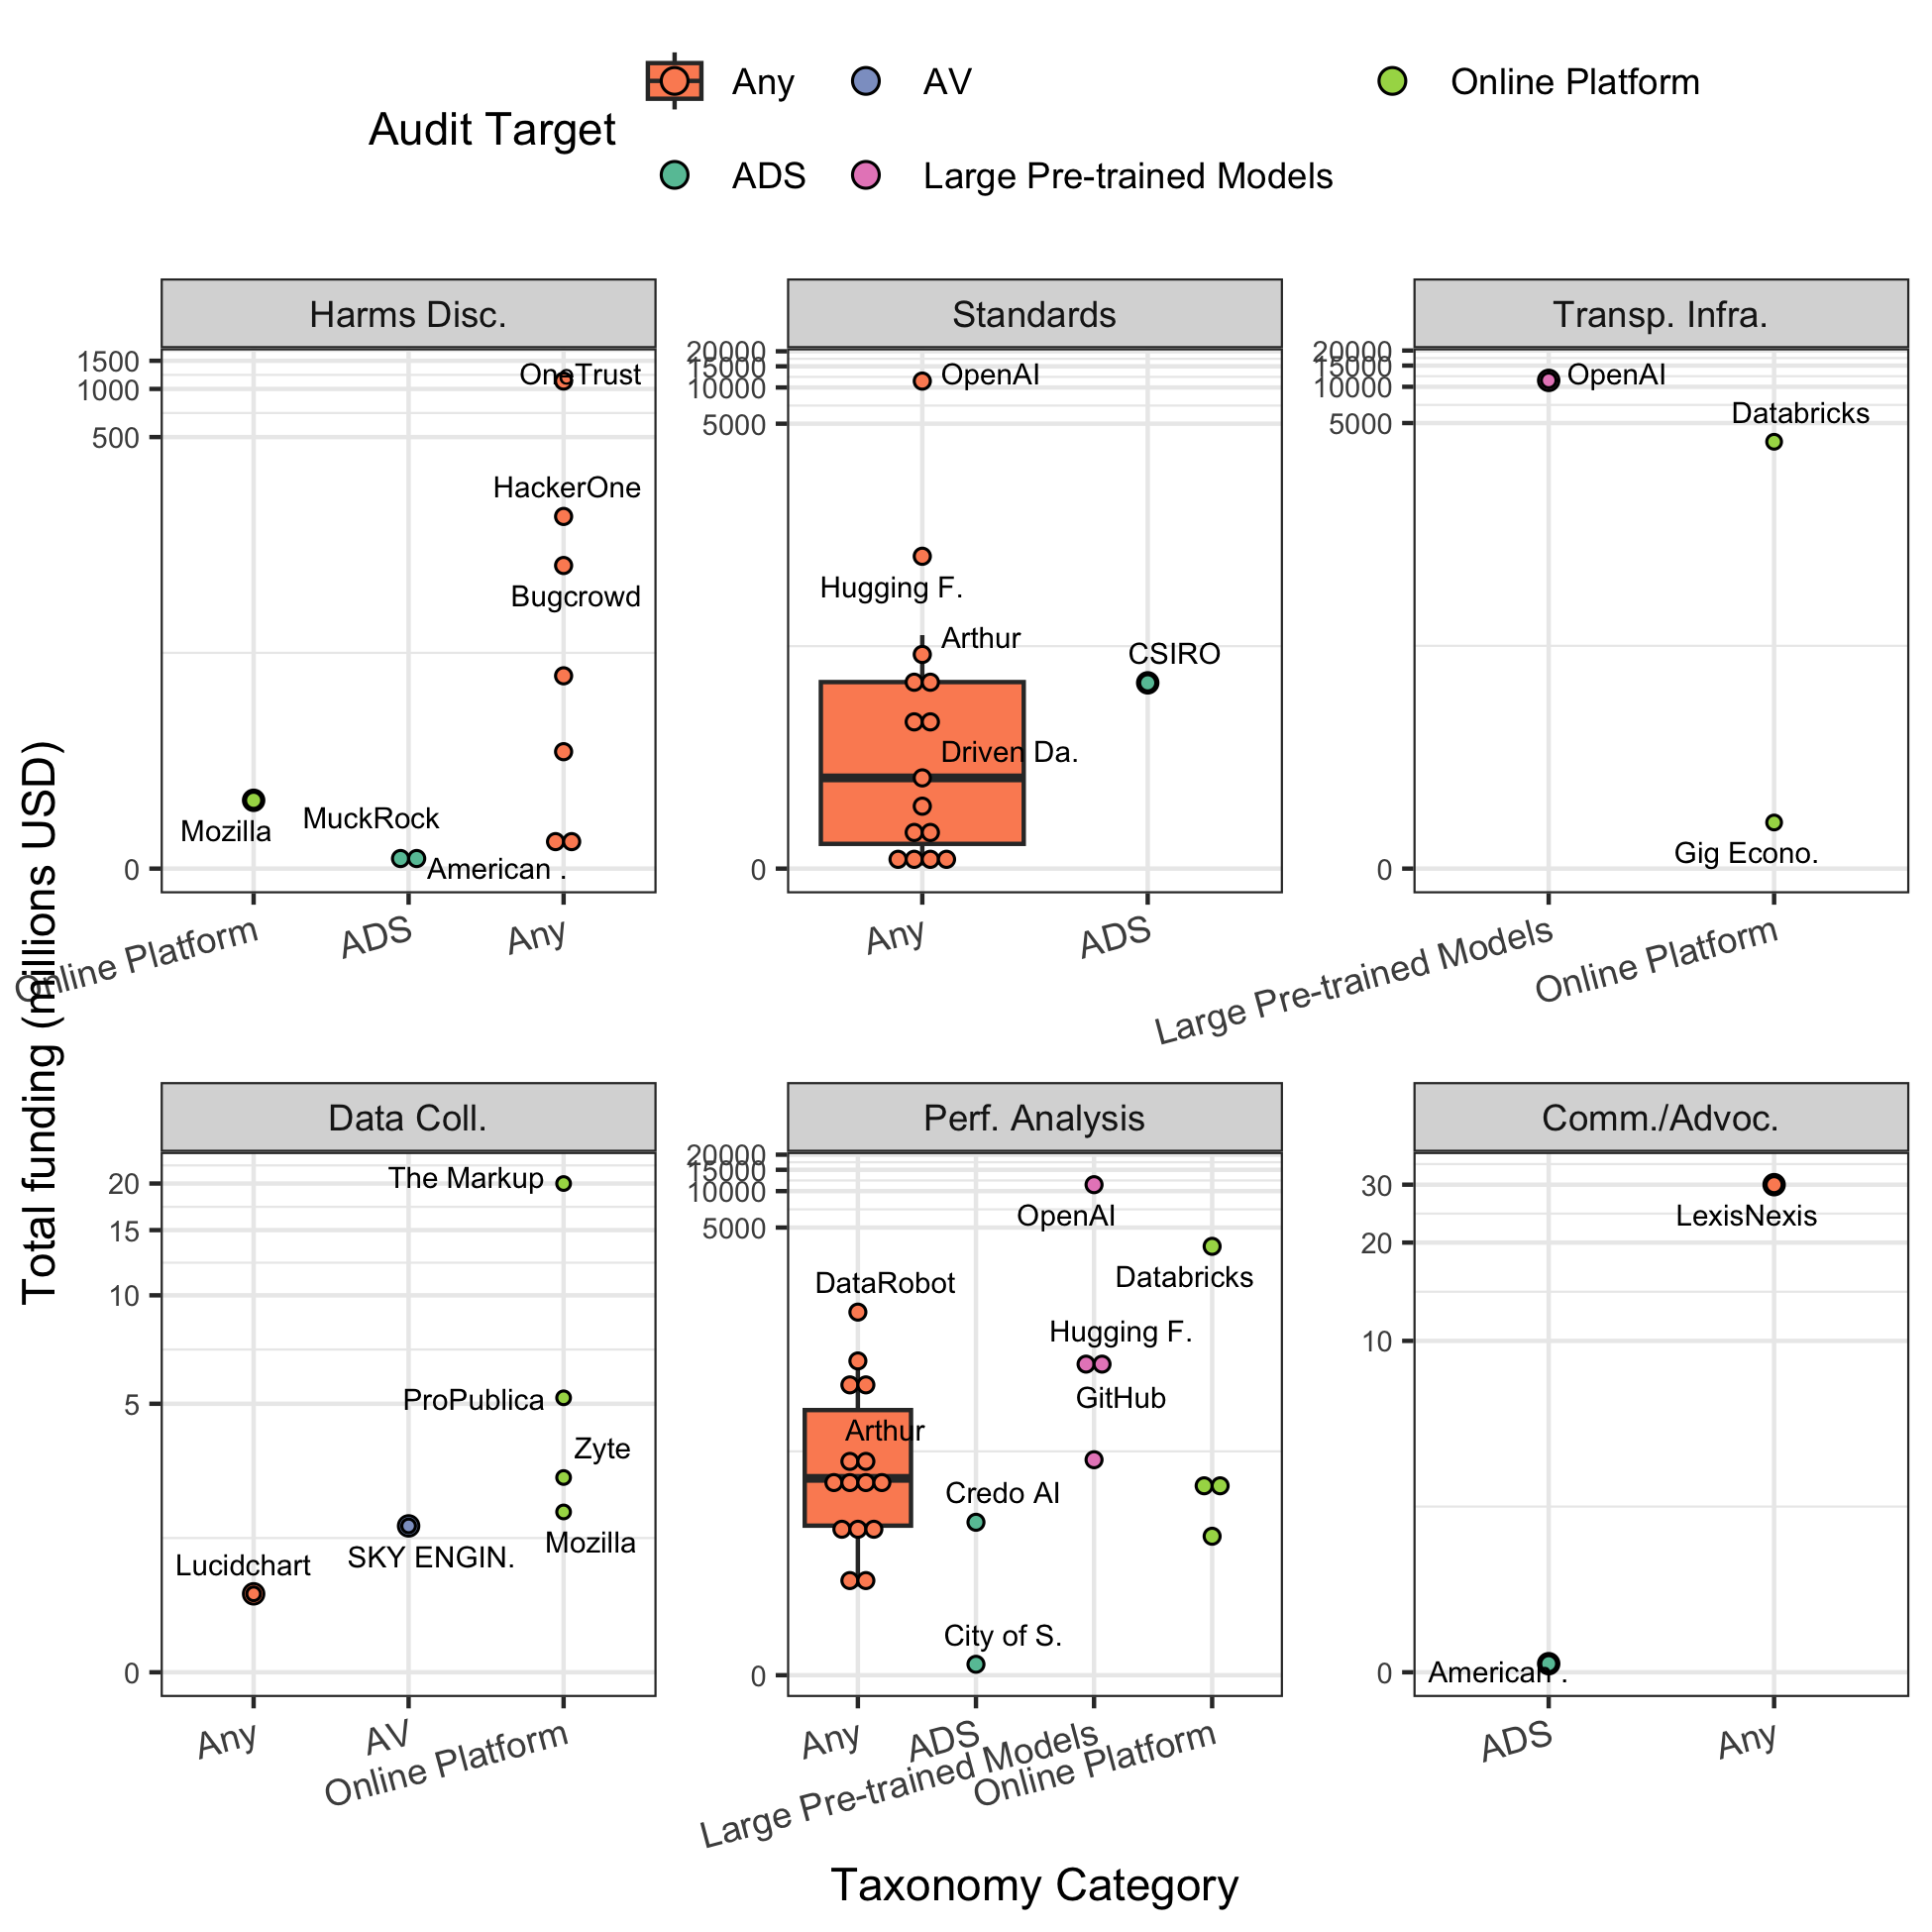 Audit Target
Any
AV
Online Platform
ADS
Large Pre-trained Models
Total funding (millions USD)
Harms Disc.
1500
1000
500
0
OneTrust
HackerOne
Bugcrowd
MuckRock
Mozilla
American .
Online Platform
ADS
Any
Standards
20000
15000
10000
5000
0
OpenAI
Hugging F.
Arthur
CSIRO
Driven Da.
Any
ADS
Transp. Infra.
20000
15000
10000
5000
0
OpenAI
Databricks
Gig Econo.
Large Pre-trained Models
Online Platform
Data Coll.
20
15
10
5
0
The Markup
ProPublica
Zyte
Mozilla
SKY ENGIN.
Lucidchart
Any
AV
Online Platform
Perf. Analysis
20000
15000
10000
5000
0
OpenAI
Databricks
DataRobot
Hugging F.
GitHub
Arthur
Credo AI
City of S.
Any
ADS
Large Pre-trained Models
Online Platform
Comm./Advoc.
30
20
10
0
LexisNexis
American .
ADS
Any
Taxonomy Category